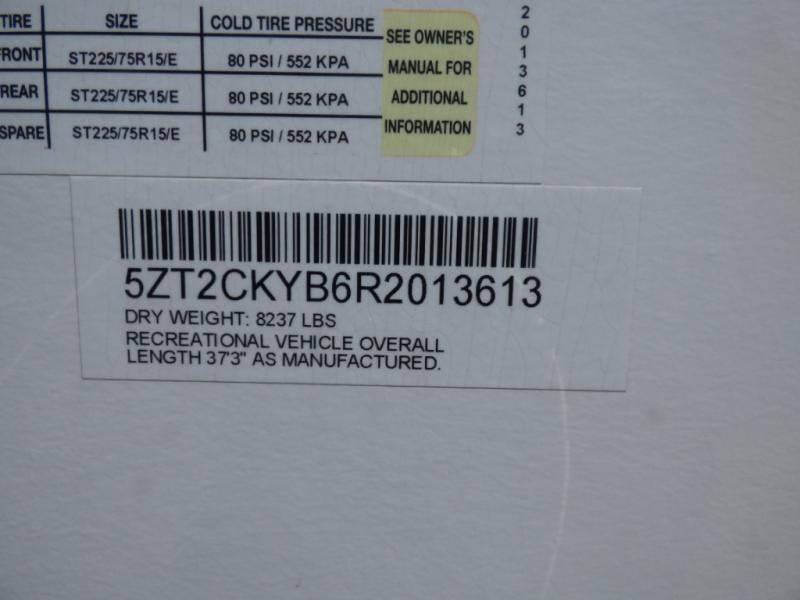 TIRE SIZE COLD TIRE PRESSURE
FRONT ST225/75R15/E 80 PSI / 552 KPA
REAR ST225/75R15/E 80 PSI / 552 KPA
SPARE ST225/75R15/E 80 PSI / 552 KPA
SEE OWNER'S
MANUAL FOR
ADDITIONAL
INFORMATION
2
0
1
3
6
1
3
5ZT2CKYB6R2013613
DRY WEIGHT: 8237 LBS
RECREATIONAL VEHICLE OVERALL
LENGTH 37'3" AS MANUFACTURED.